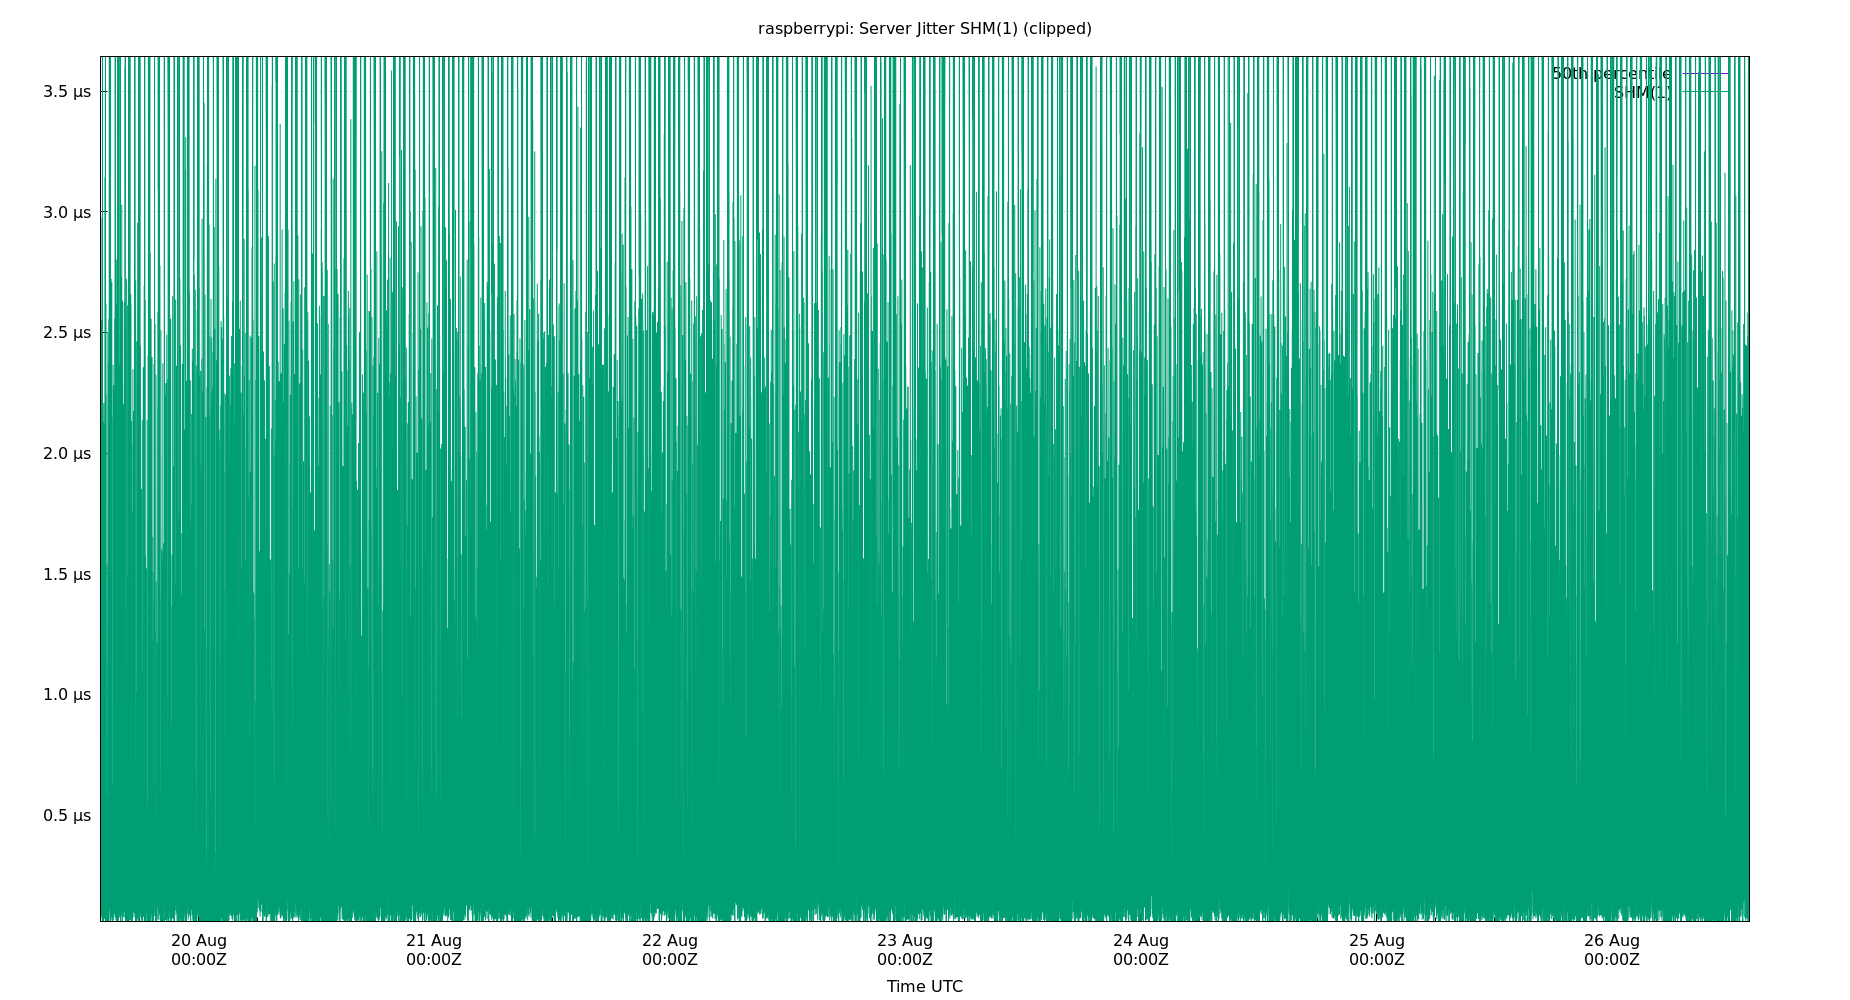 raspberrypi: Server Jitter SHM(1) (clipped)
50th percentile
SHM(1)
3.5 µs
3.0 µs
2.5 µs
2.0 µs
1.5 µs
1.0 µs
0.5 µs
20 Aug 21 Aug 22 Aug 23 Aug 24 Aug 25 Aug 26 Aug
00:00Z 00:00Z 00:00Z 00:00Z 00:00Z 00:00Z 00:00Z
Time UTC